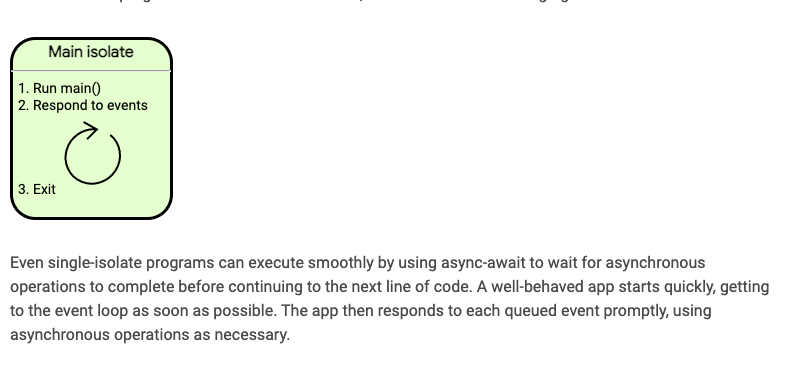 Main isolate
1. Run main()
2. Respond to events
3. Exit
Even single-isolate programs can execute smoothly by using async-await to wait for asynchronous
operations to complete before continuing to the next line of code. A well-behaved app starts quickly, getting
to the event loop as soon as possible. The app then responds to each queued event promptly, using
asynchronous operations as necessary.